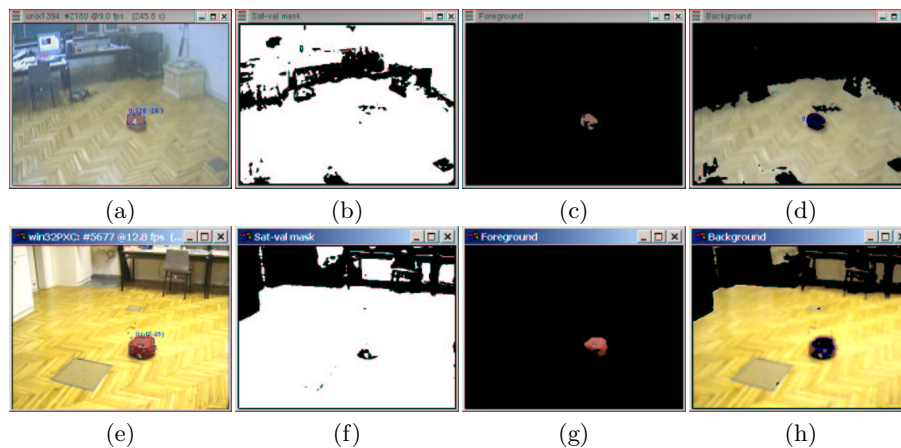 unix1394: #2180 @9.0 fps (245.8 s)
Sat-val mask
Foreground
Background
(a)
(b)
(c)
(d)
win32PXC: #5677 @12.8 fps (...
Sat-val mask
Foreground
Background
(e)
(f)
(g)
(h)